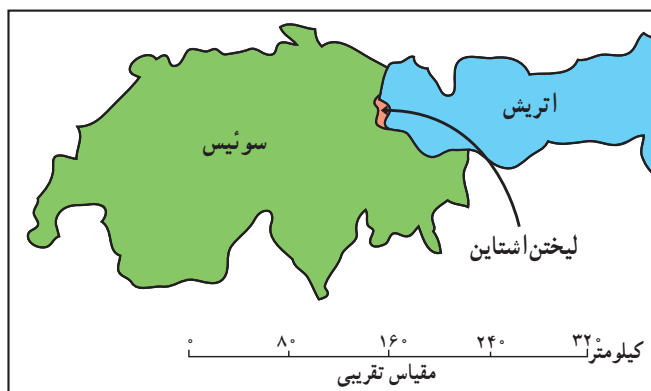 اتریش
سوئیس
لیختن‌اشتاین
۰ ۸۰ ۱۶۰ ۲۴۰ ۳۲۰ کیلومتر
مقیاس تقریبی